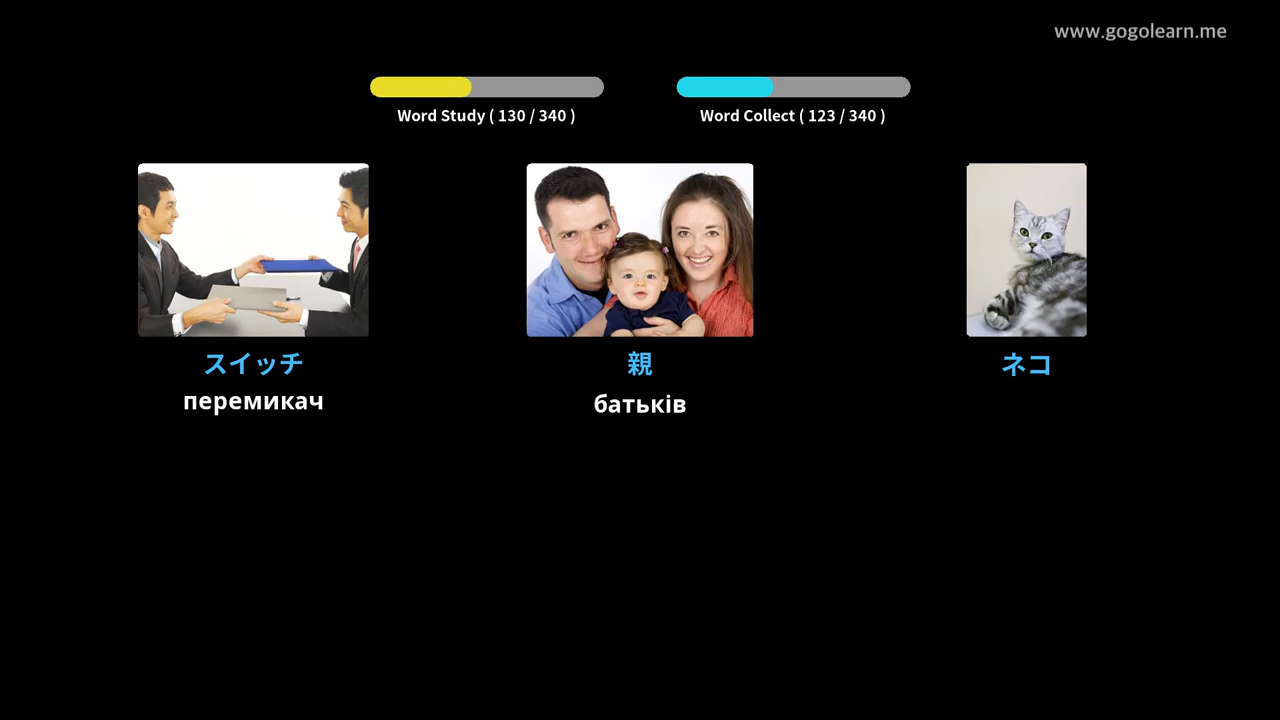 www.gogolearn.me
Word Study ( 130 / 340 )
Word Collect ( 123 / 340 )
スイッチ
перемикач
親
батьків
ネコ